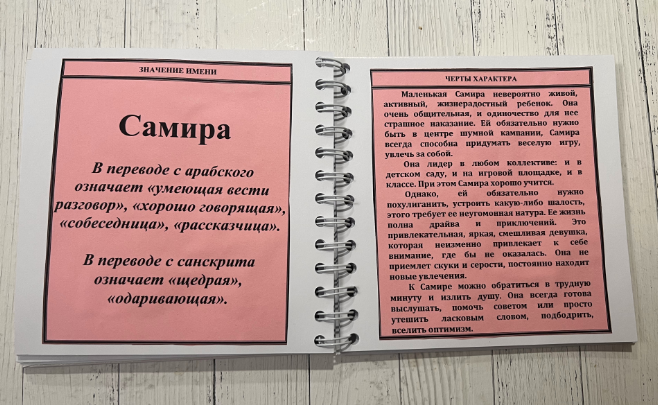 ЗНАЧЕНИЕ ИМЕНИ
Самира
В переводе с арабского
означает «умеющая вести
разговор», «хорошо говорящая»,
«собеседница», «рассказчица».
В переводе с санскрита
означает «щедрая»,
«одаривающая».
ЧЕРТЫ ХАРАКТЕРА
Маленькая Самира невероятно живой,
активный, жизнерадостный ребенок. Она
очень общительная, и одиночество для нее
страшное наказание. Ей обязательно нужно
быть в центре шумной кампании, Самира
всегда способна придумать веселую игру,
увлечь за собой.
Она лидер в любом коллективе: и в
детском саду, и на игровой площадке, и в
классе. При этом Самира хорошо учится.
Однако, ей обязательно нужно
похулиганить, устроить какую-либо шалость,
этого требует ее неугомонная натура. Ее жизнь
полна драйва и приключений. Это
привлекательная, яркая, смешливая девушка,
которая неизменно привлекает к себе
внимание, где бы не оказалась. Она не
приемлет скуки и серости, постоянно находит
новые увлечения.
К Самире можно обратиться в трудную
минуту и излить душу. Она всегда готова
выслушать, помочь советом или просто
утешить ласковым словом, подбодрить,
вселить оптимизм.